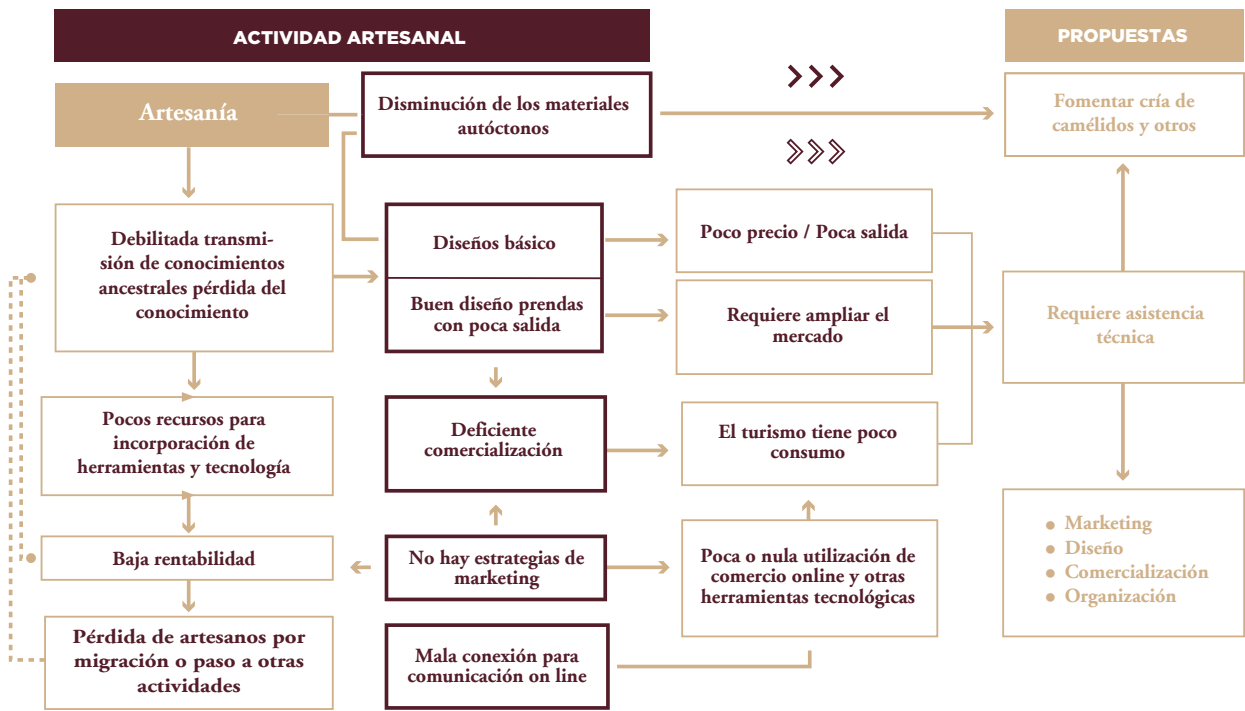 ACTIVIDAD ARTESANAL
PROPUESTAS
Artesanía
Disminución de los materiales
autóctonos
Fomentar cría de
camélidos y otros
Debilitada transmi-
sión de conocimientos
ancestrales pérdida del
conocimiento
Diseños básico
Poco precio / Poca salida
Buen diseño prendas
con poca salida
Requiere ampliar el
mercado
Requiere asistencia
técnica
Pocos recursos para
incorporación de
herramientas y tecnología
Deficiente
comercialización
El turismo tiene poco
consumo
Baja rentabilidad
No hay estrategias de
marketing
Poca o nula utilización de
comercio online y otras
herramientas tecnológicas
• Marketing
• Diseño
• Comercialización
• Organización
Pérdida de artesanos por
migración o paso a otras
actividades
Mala conexión para
comunicación on line